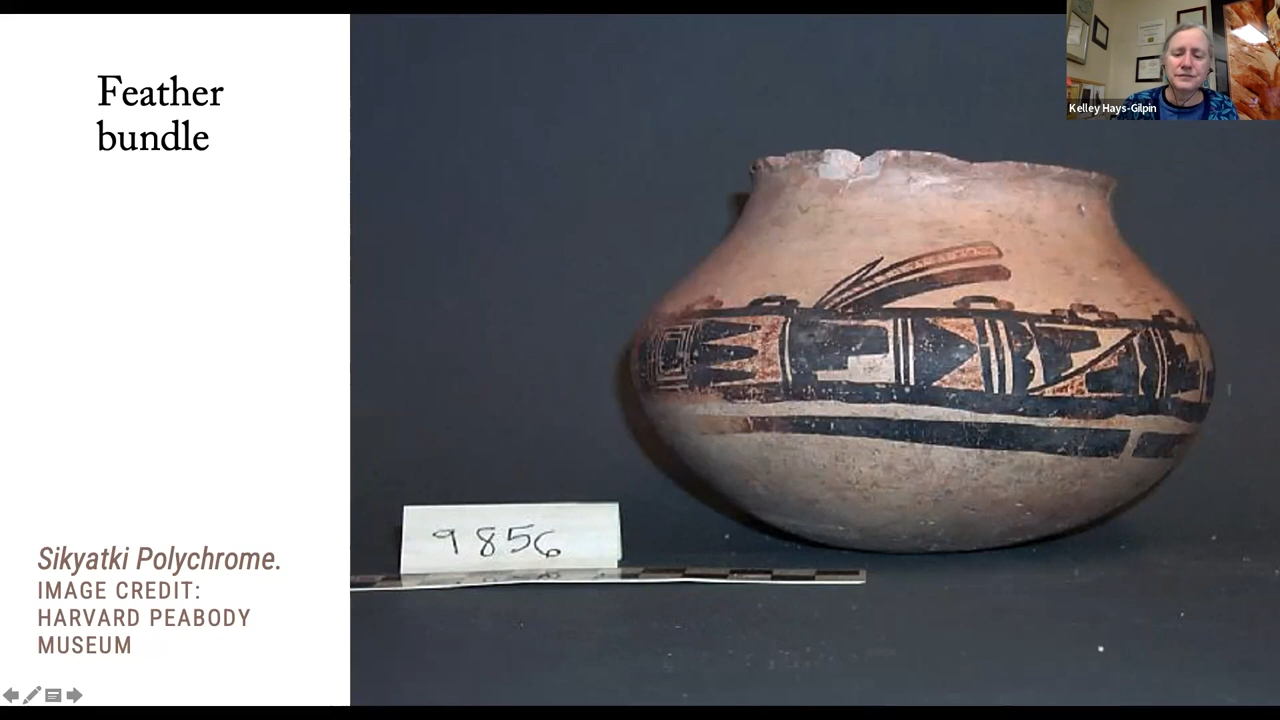 Feather
bundle
Kelley Hays-Gilpin
9856
Sikyatki Polychrome.
IMAGE CREDIT:
HARVARD PEABODY
MUSEUM